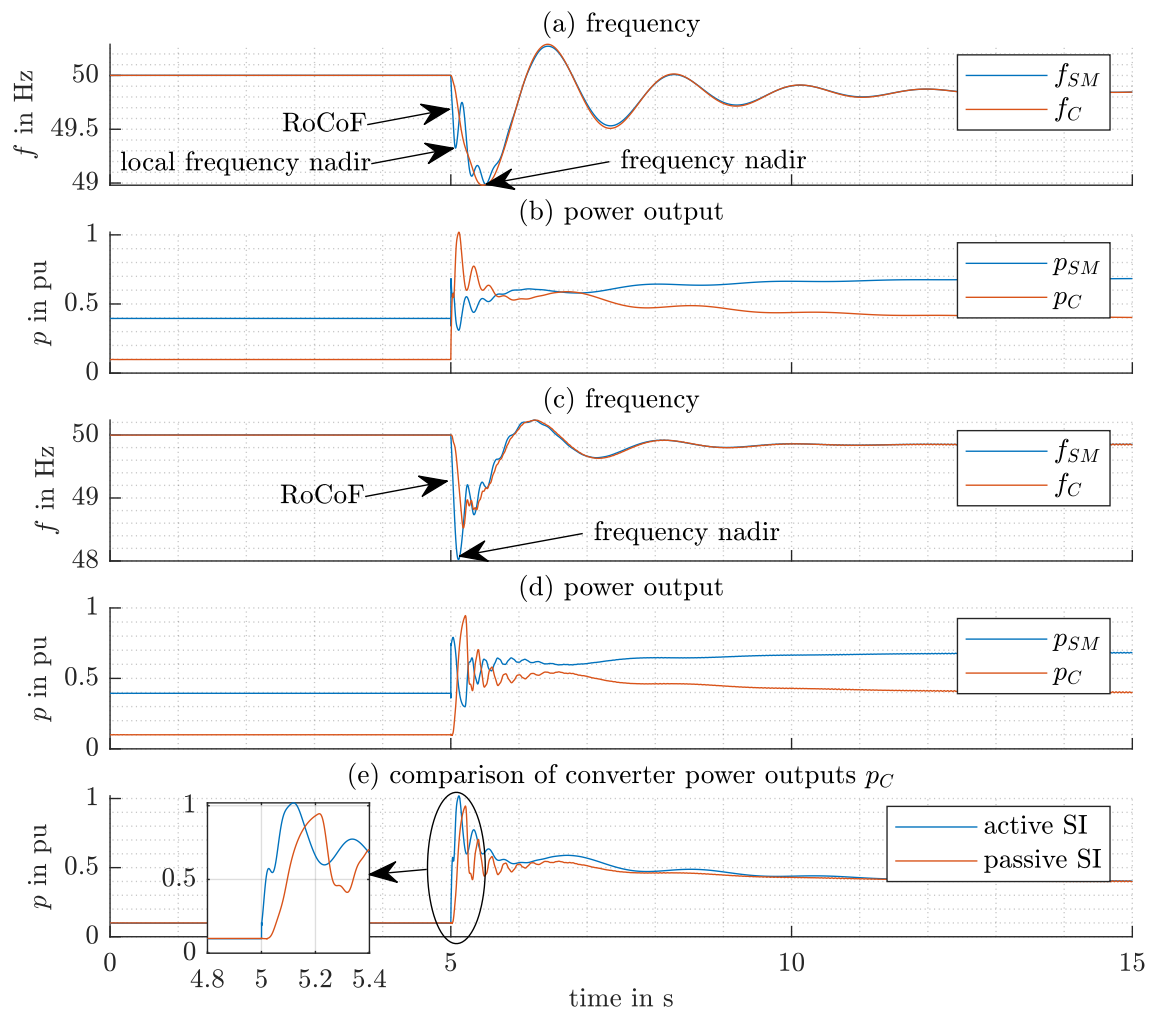 (a) frequency
50
49.5
49
f in Hz
RoCoF
local frequency nadir
frequency nadir
f_SM
f_C
(b) power output
1
0.5
0
p in pu
p_SM
p_C
(c) frequency
50
49
48
f in Hz
RoCoF
frequency nadir
f_SM
f_C
(d) power output
1
0.5
0
p in pu
p_SM
p_C
(e) comparison of converter power outputs p_C
1
0.5
0
p in pu
1
0.5
0
4.8 5 5.2 5.4
active SI
passive SI
0 5 10 15
time in s